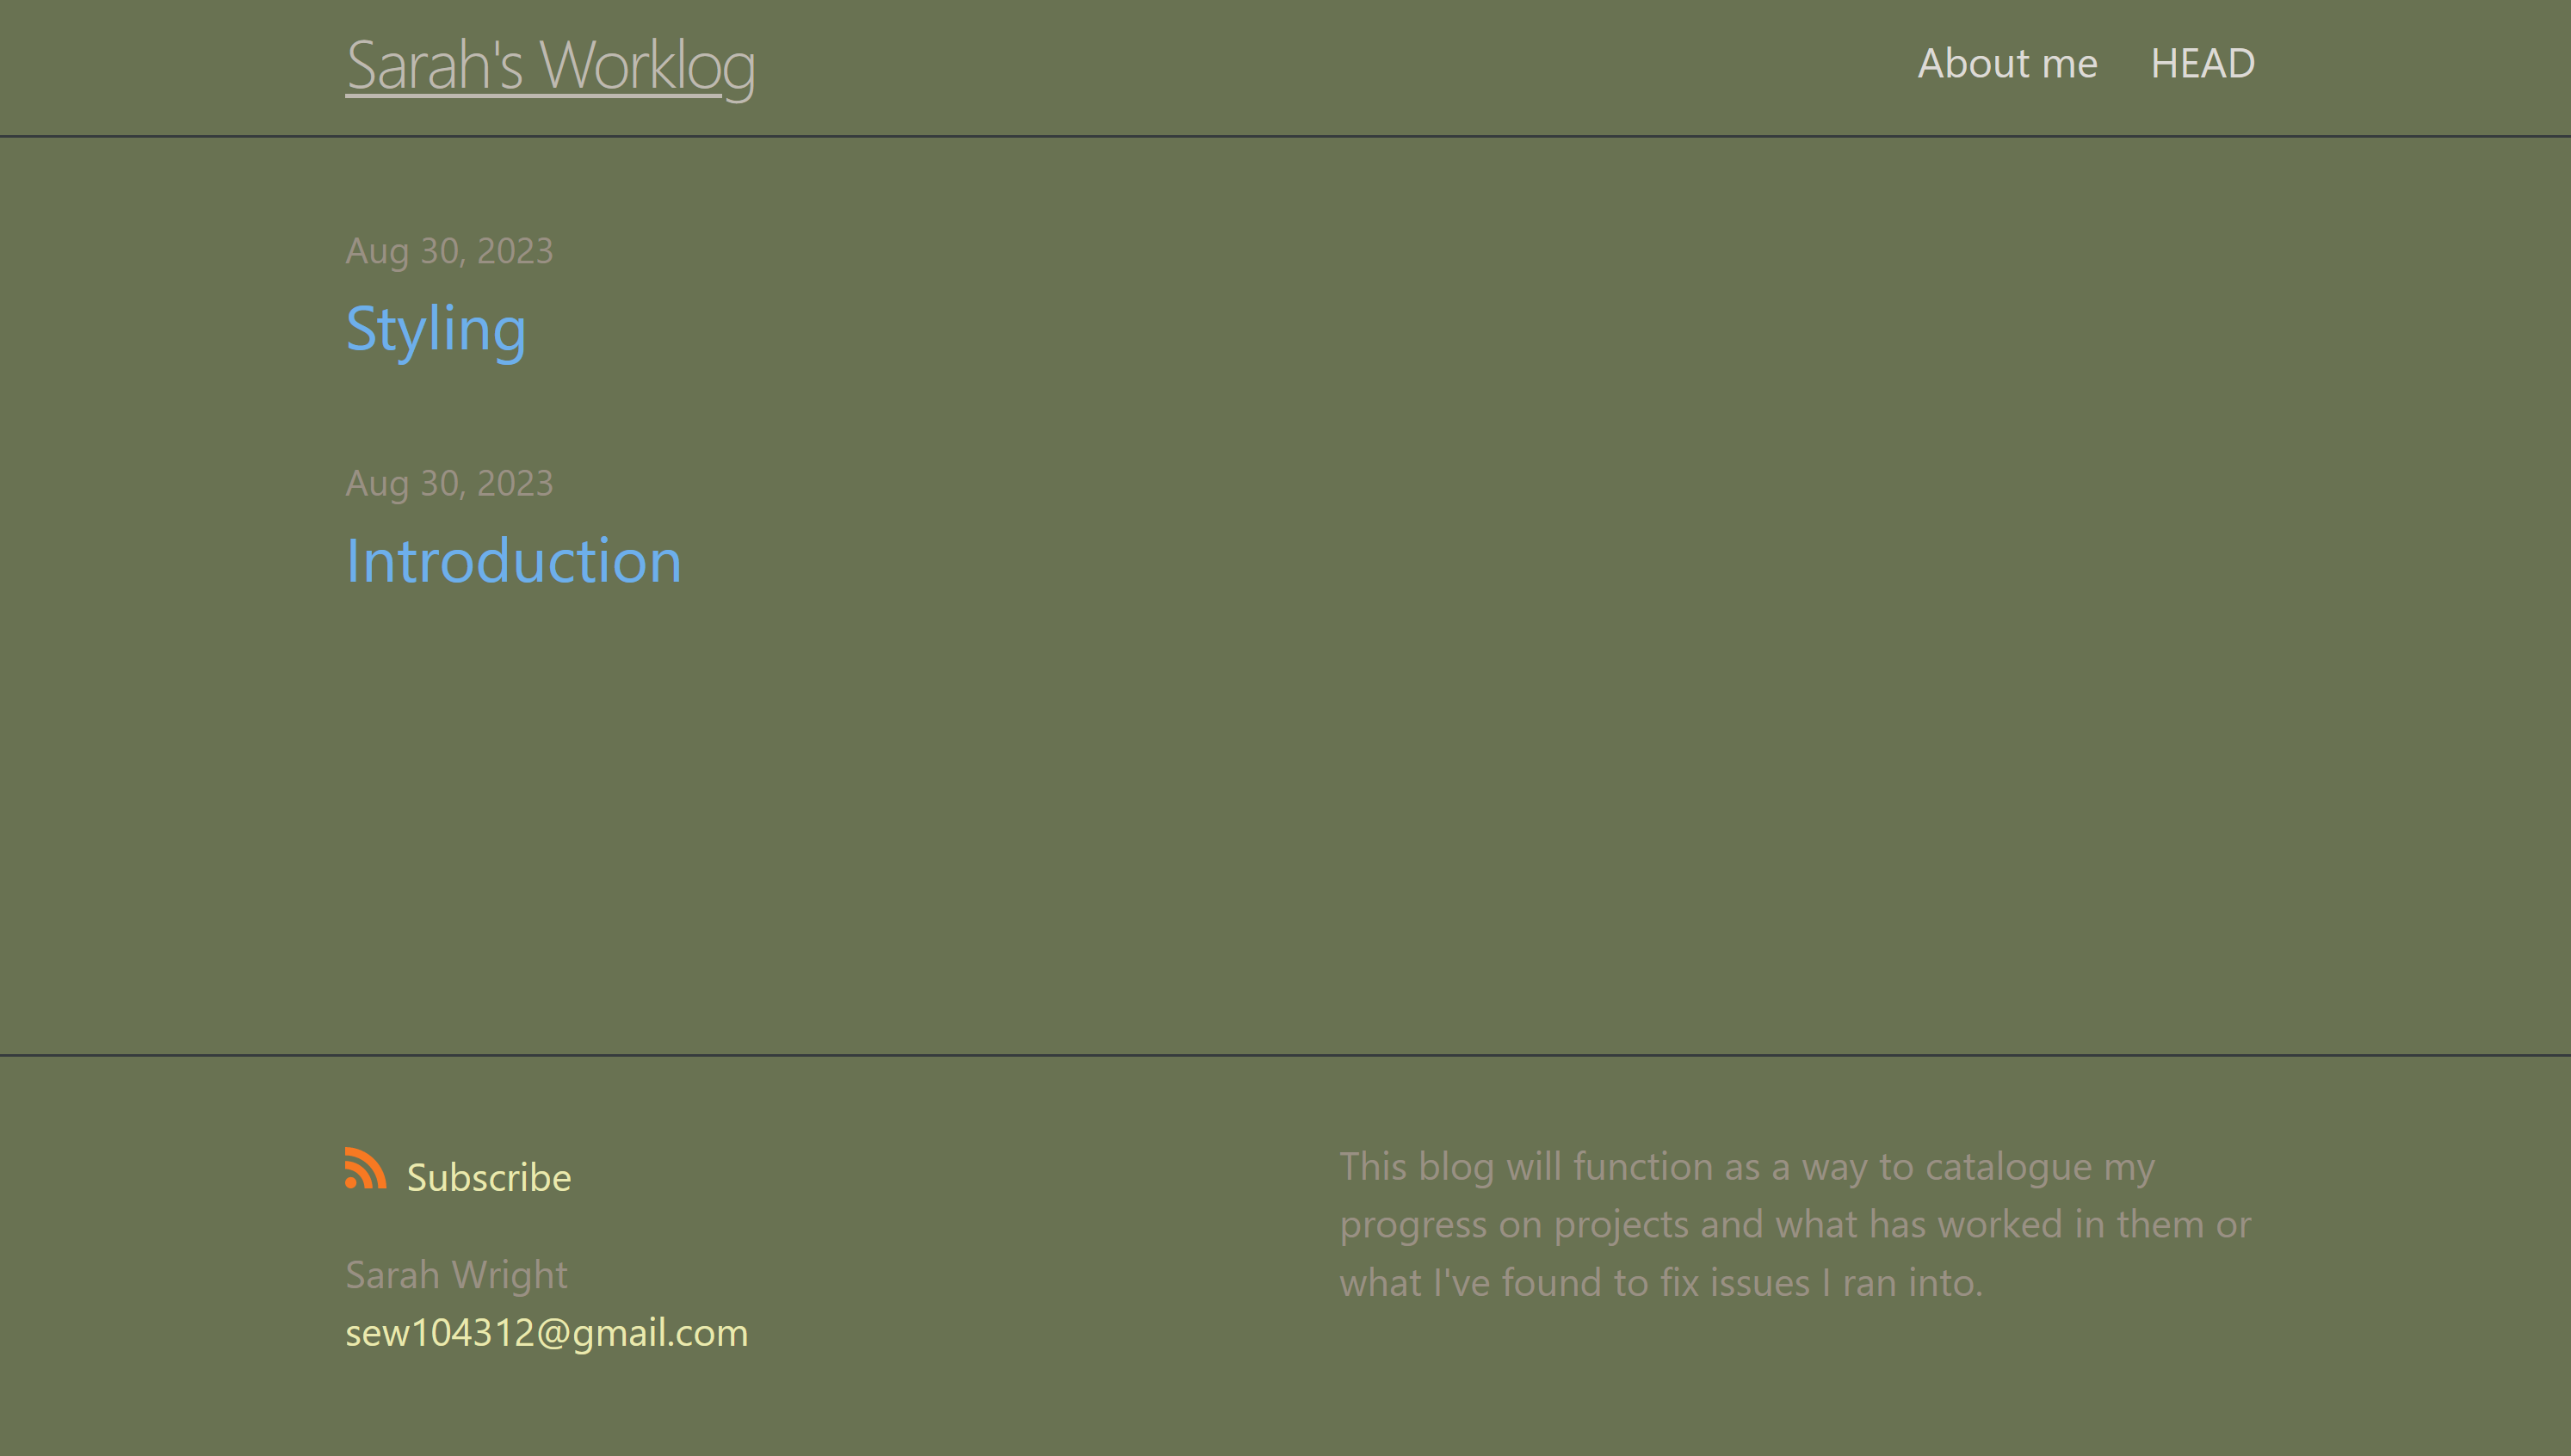 Sarah's Worklog
About me HEAD
Aug 30, 2023
Styling
Aug 30, 2023
Introduction
Subscribe
Sarah Wright
sew104312@gmail.com
This blog will function as a way to catalogue my
progress on projects and what has worked in them or
what I've found to fix issues I ran into.